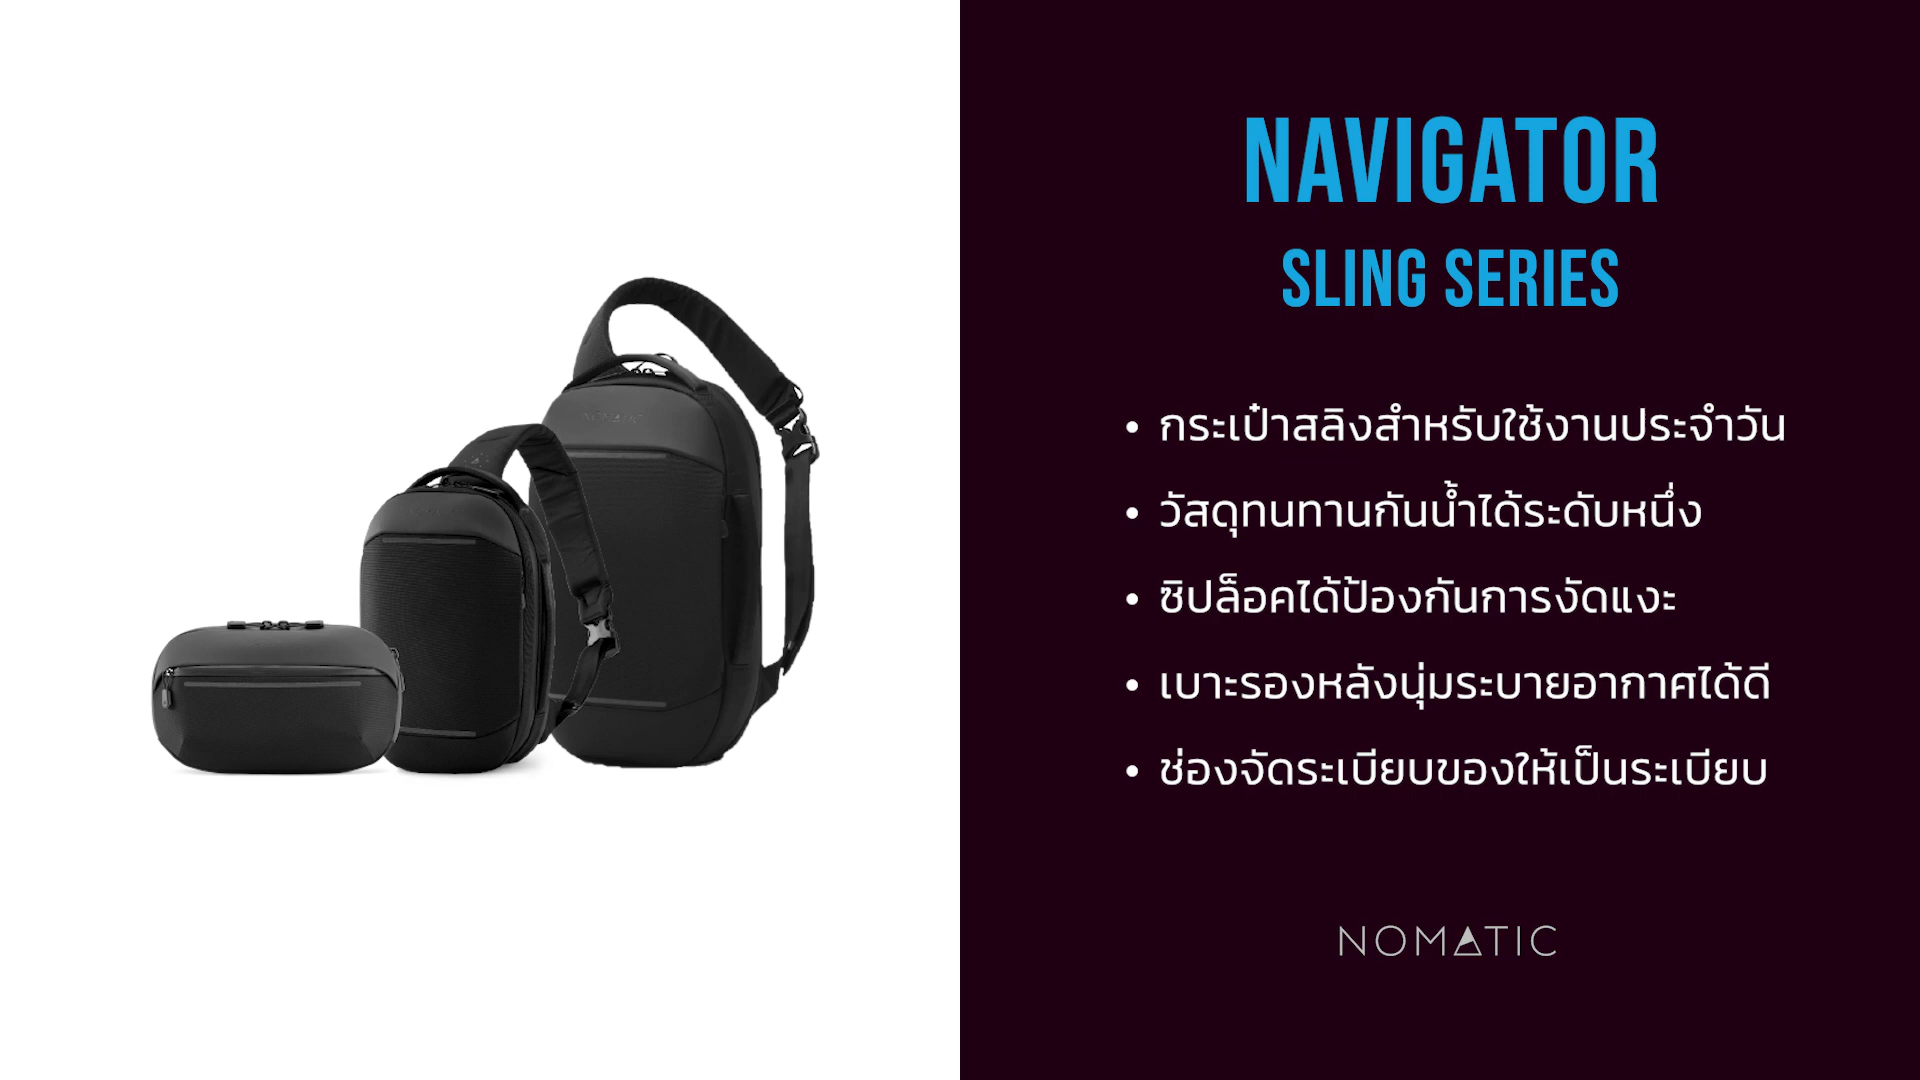 NAVIGATOR
SLING SERIES
• กระเป๋าสลิงสำหรับใช้งานประจำวัน
• วัสดุทนทานกันน้ำได้ระดับหนึ่ง
• ซิปล็อคได้ป้องกันการงัดแงะ
• เบาะรองหลังนุ่มระบายอากาศได้ดี
• ช่องจัดระเบียบของให้เป็นระเบียบ
NOMATIC
NOMATIC